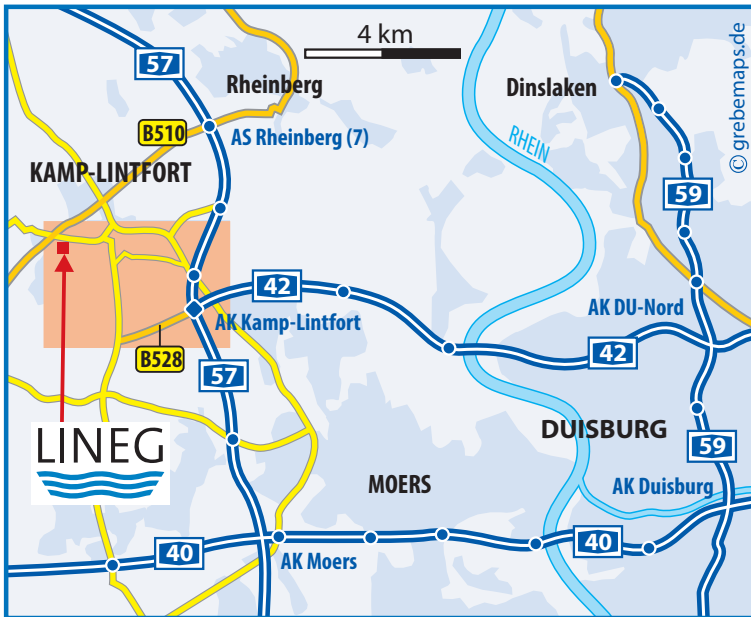 4 km
57
Rheinberg
Dinslaken
© grebemaps.de
B510
AS Rheinberg (7)
RHEIN
KAMP-LINTFORT
59
42
AK Kamp-Lintfort
AK DU-Nord
B528
57
42
LINEG
DUISBURG
59
MOERS
AK Duisburg
40
AK Moers
40